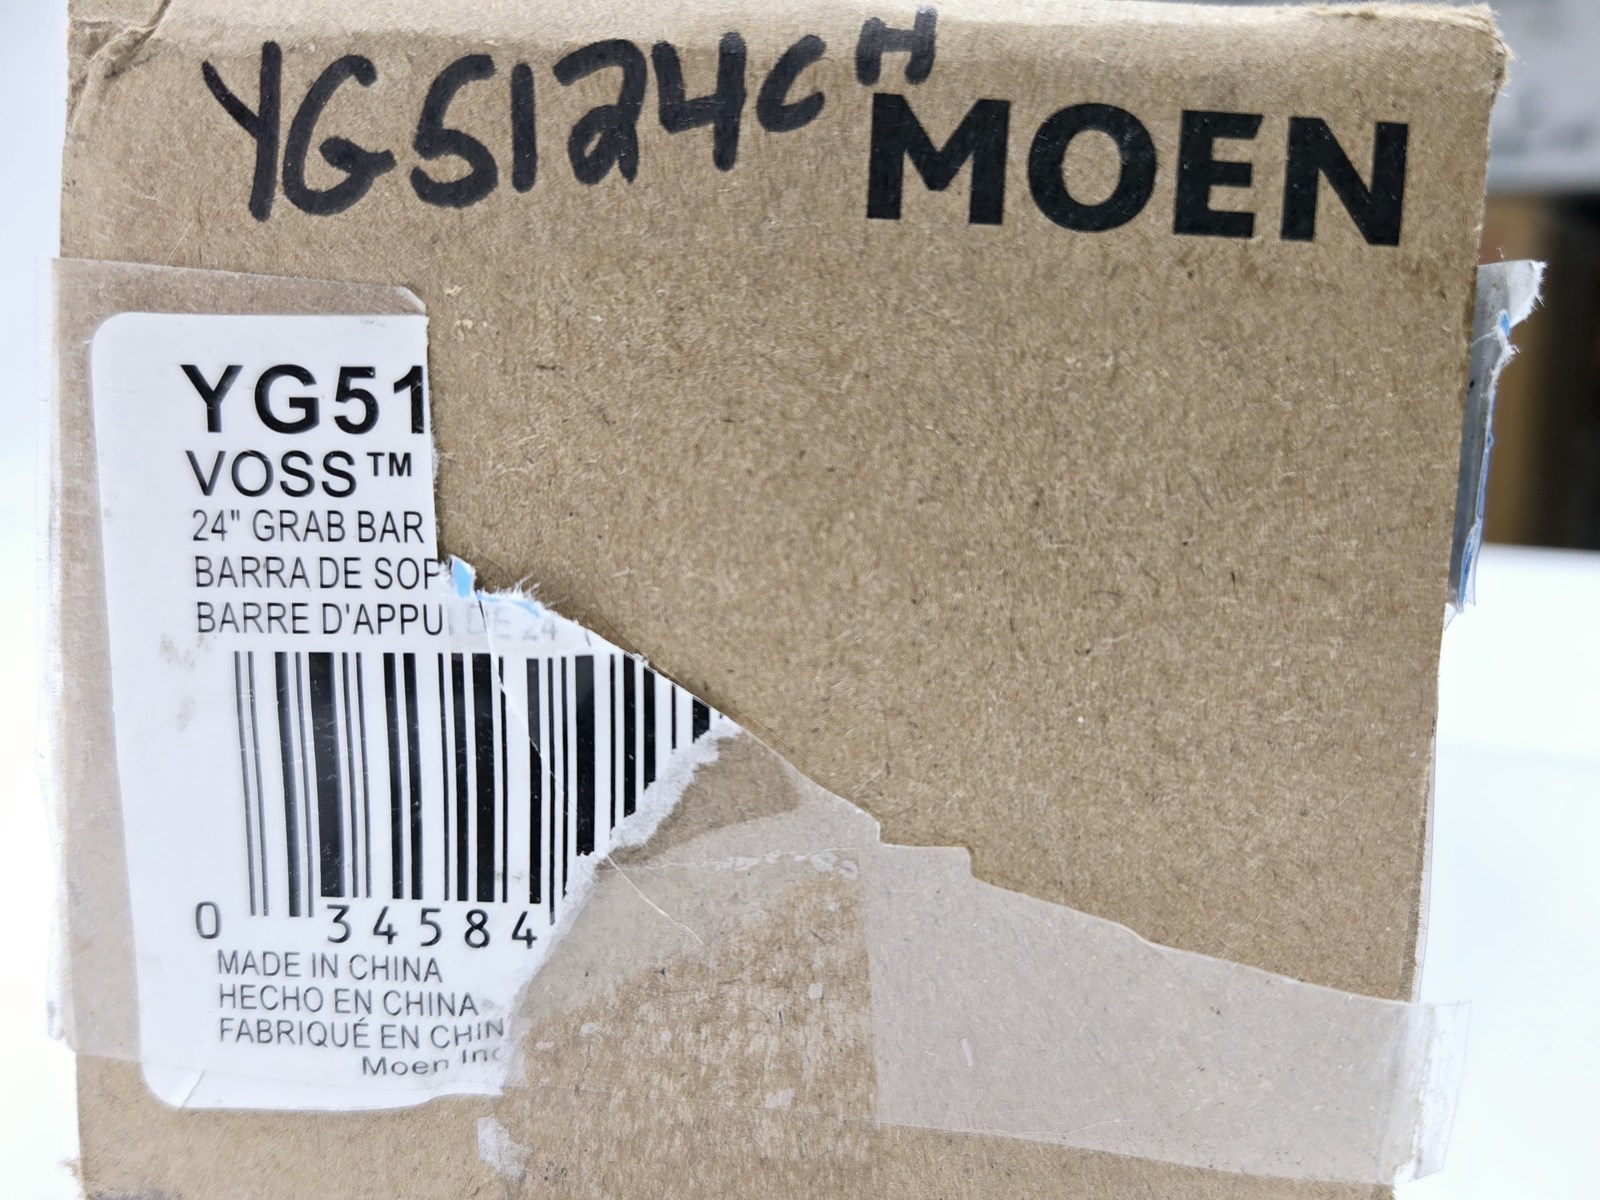 YG5124CH
MOEN
YG51
VOSS™
24" GRAB BAR
BARRA DE SOP
BARRE D'APPUI DE 24
0 34584
MADE IN CHINA
HECHO EN CHINA
FABRIQUÉ EN CHIN
Moen Inc